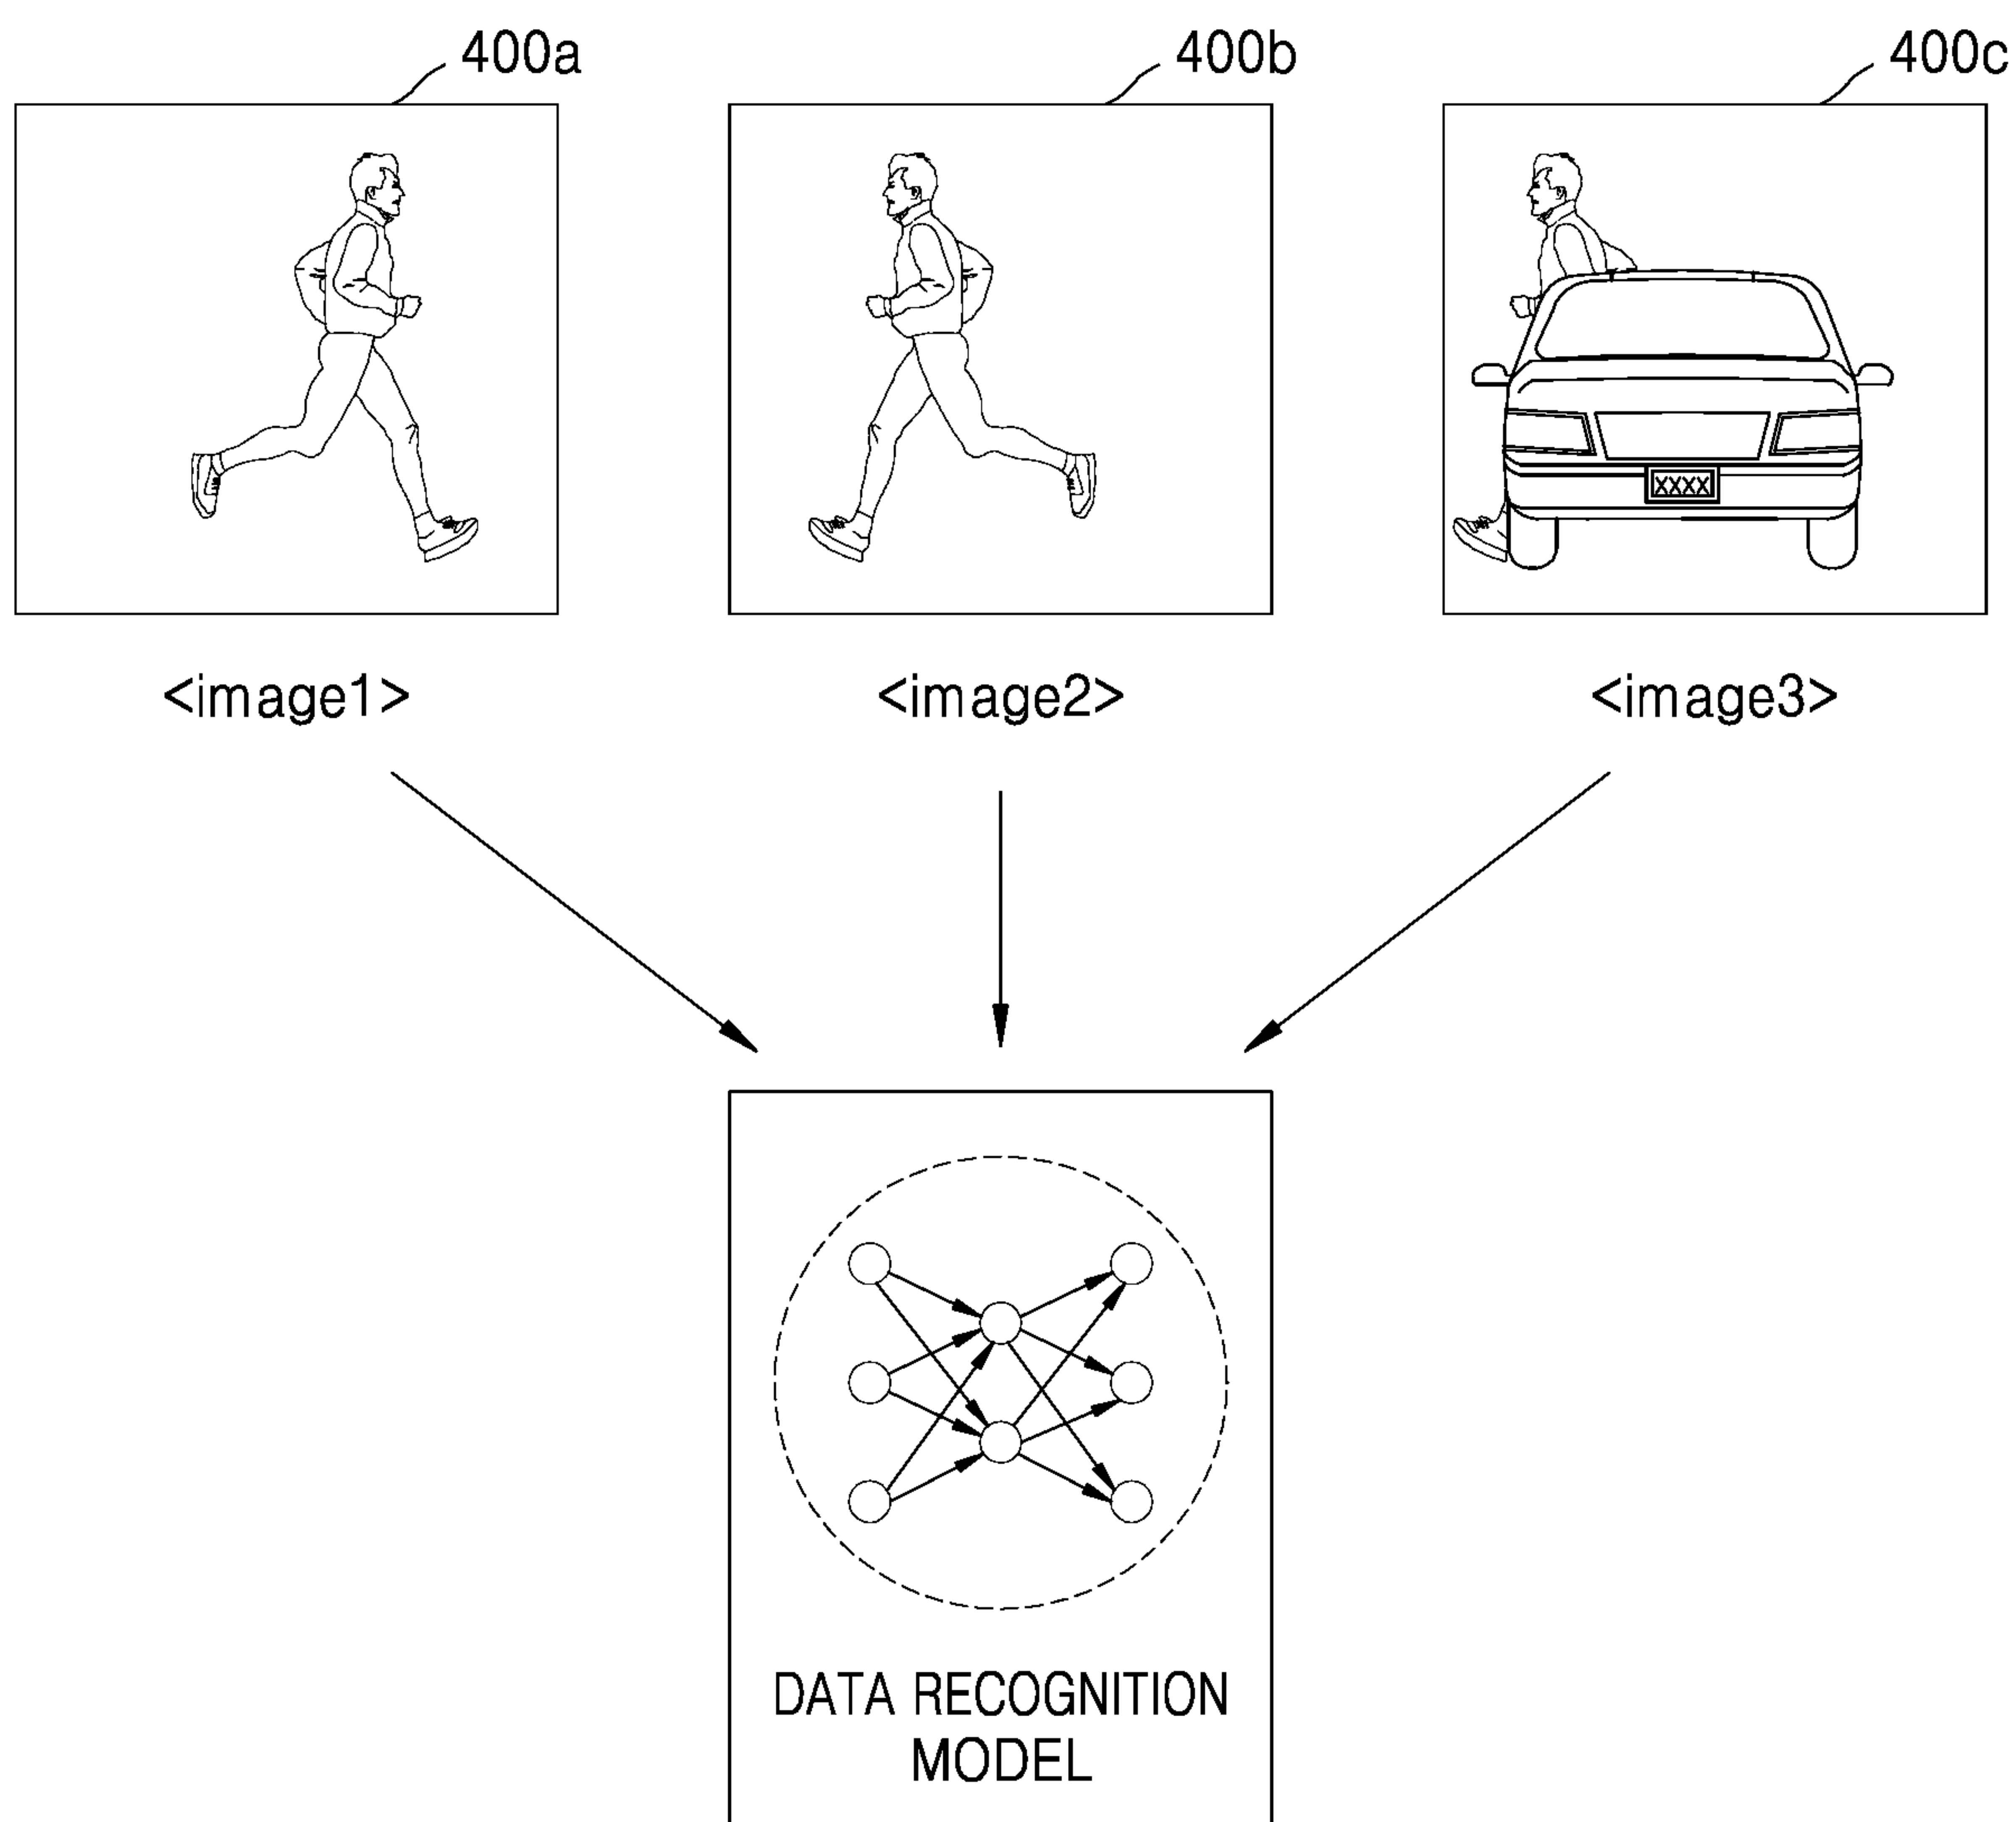 400a
400b
400c
XXXX
<image1>
<image2>
<image3>
DATA RECOGNITION
MODEL